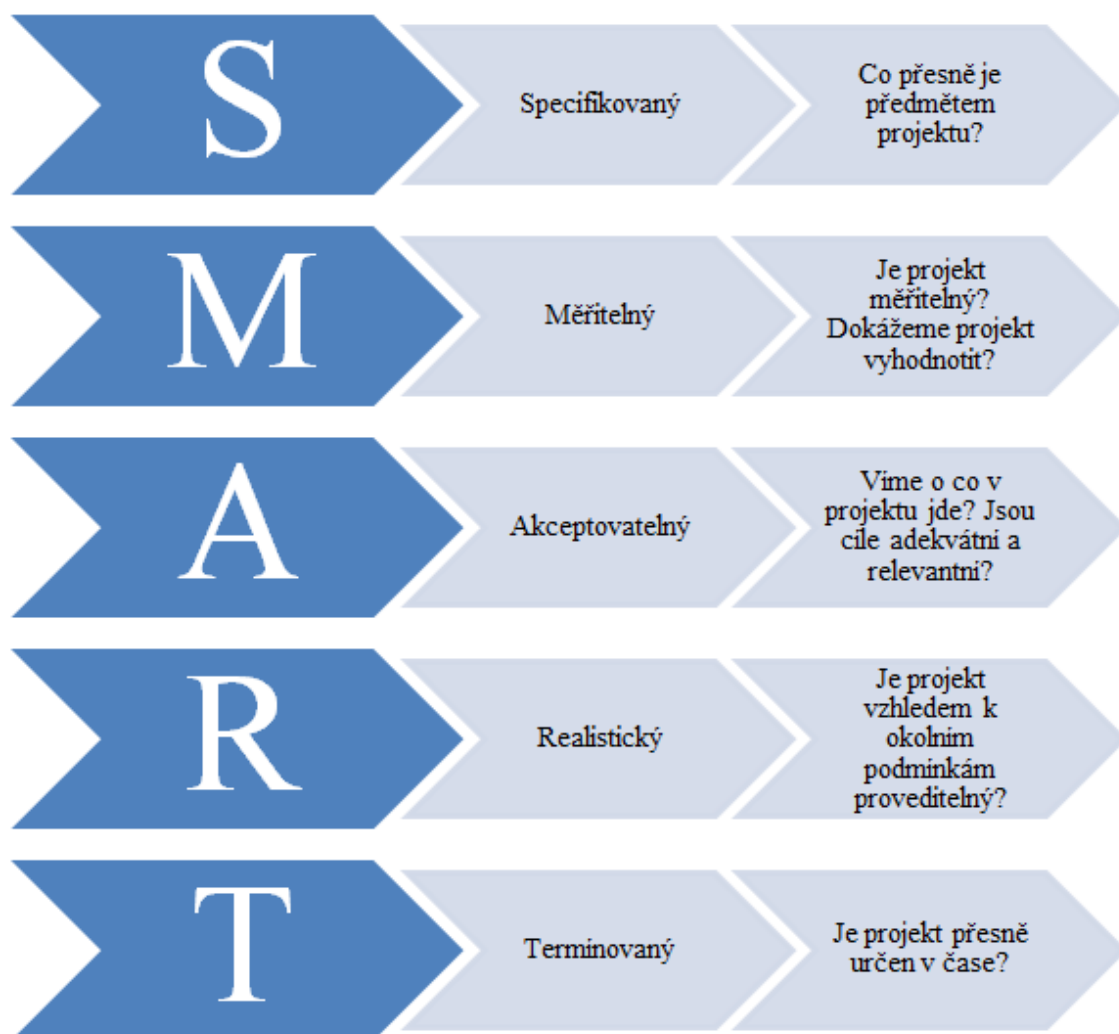 S
Specifikovaný
Co přesně je
předmětem
projektu?
M
Měřitelný
Je projekt
měřitelný?
Dokážeme projekt
vyhodnotit?
A
Akceptovatelný
Víme o co v
projektu jde? Jsou
cíle adekvátní a
relevantní?
R
Realistický
Je projekt
vzhledem k
okolním
podmínkám
proveditelný?
T
Termínovaný
Je projekt přesně
určen v čase?